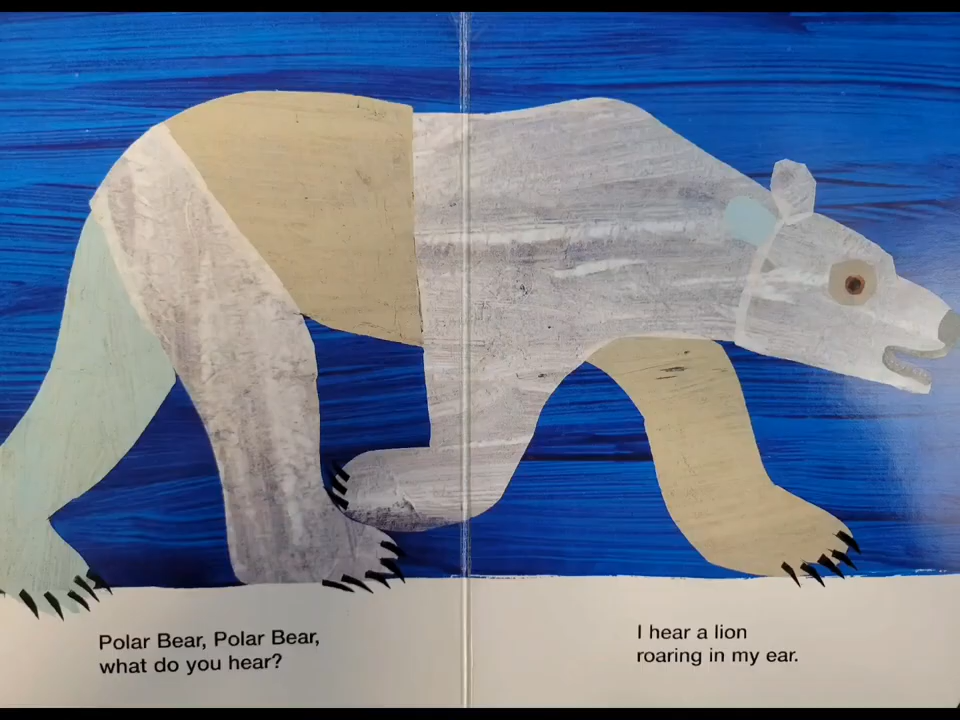 Polar Bear, Polar Bear,
what do you hear?
I hear a lion
roaring in my ear.